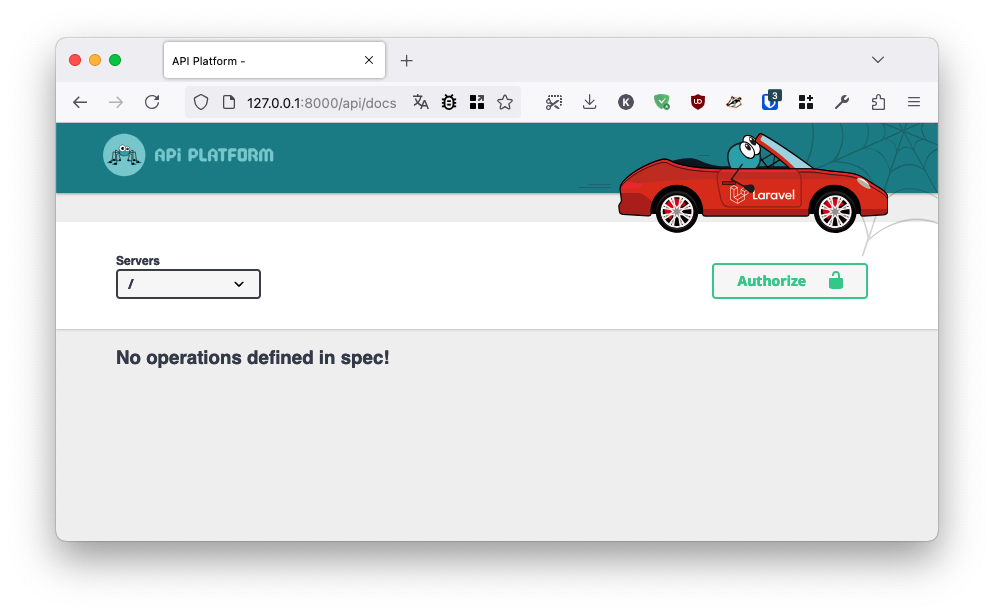 API Platform -
127.0.0.1:8000/api/docs
3
K
API PLATFORM
Laravel
Servers
/
Authorize
No operations defined in spec!